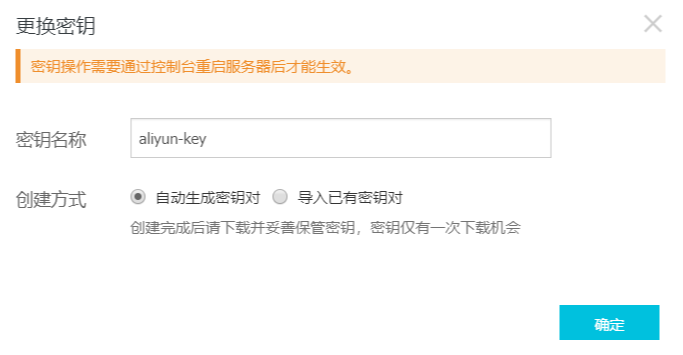 更换密钥
密钥操作需要通过控制台重启服务器后才能生效。
密钥名称 aliyun-key
创建方式 自动生成密钥对 导入已有密钥对
创建完成后请下载并妥善保管密钥，密钥仅有一次下载机会
确定